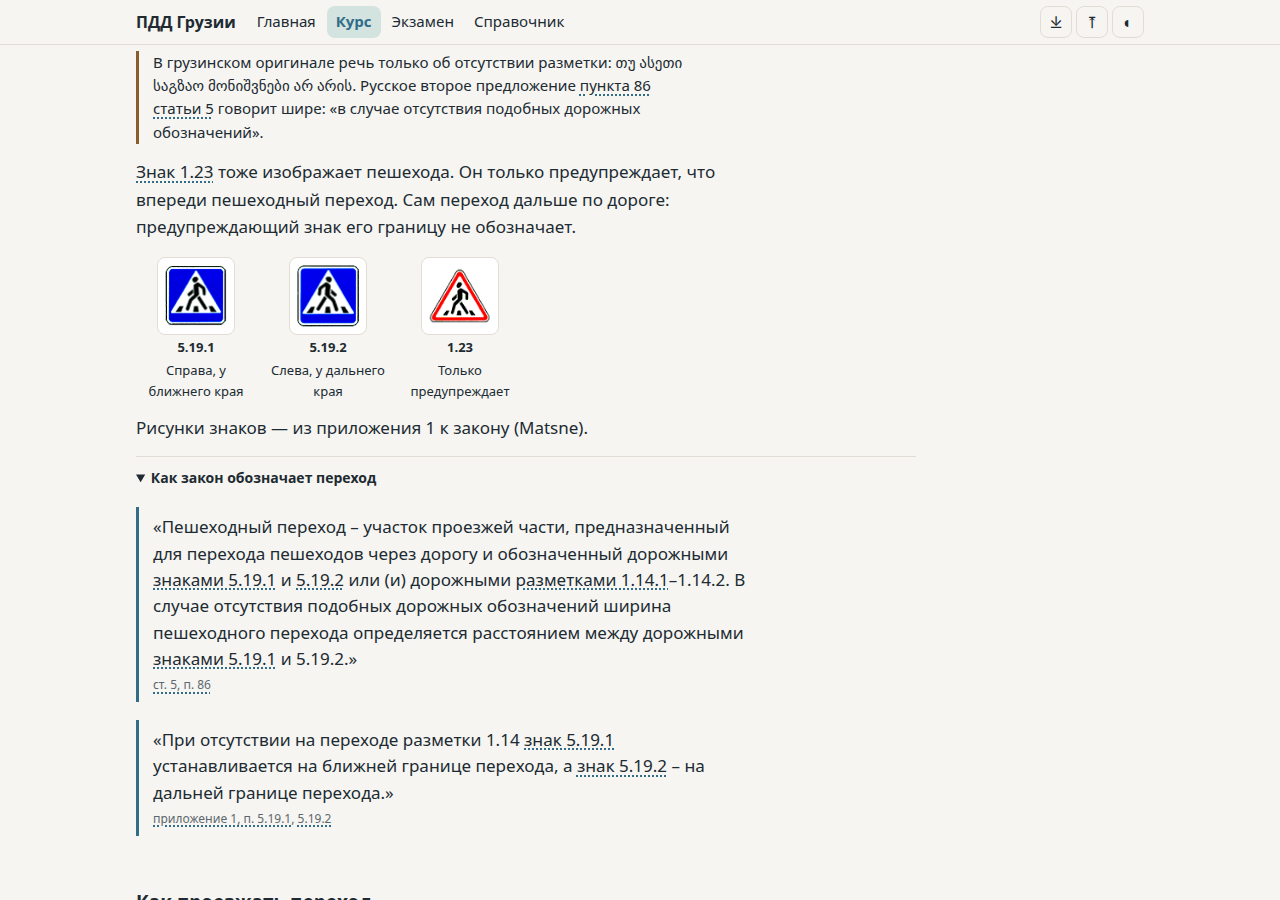 ПДД Грузии Главная Курс Экзамен Справочник
В грузинском оригинале речь только об отсутствии разметки: თუ ასეთი
საგზაო მონიშვნები არ არის. Русское второе предложение пункта 86
статьи 5 говорит шире: «в случае отсутствия подобных дорожных
обозначений».
Знак 1.23 тоже изображает пешехода. Он только предупреждает, что
впереди пешеходный переход. Сам переход дальше по дороге:
предупреждающий знак его границу не обозначает.
5.19.1 5.19.2 1.23
Справа, у Слева, у дальнего Только
ближнего края края предупреждает
Рисунки знаков — из приложения 1 к закону (Matsne).
Как закон обозначает переход
«Пешеходный переход – участок проезжей части, предназначенный
для перехода пешеходов через дорогу и обозначенный дорожными
знаками 5.19.1 и 5.19.2 или (и) дорожными разметками 1.14.1–1.14.2. В
случае отсутствия подобных дорожных обозначений ширина
пешеходного перехода определяется расстоянием между дорожными
знаками 5.19.1 и 5.19.2.»
ст. 5, п. 86
«При отсутствии на переходе разметки 1.14 знак 5.19.1
устанавливается на ближней границе перехода, а знак 5.19.2 – на
дальней границе перехода.»
приложение 1, п. 5.19.1, 5.19.2
Как проезжать переход